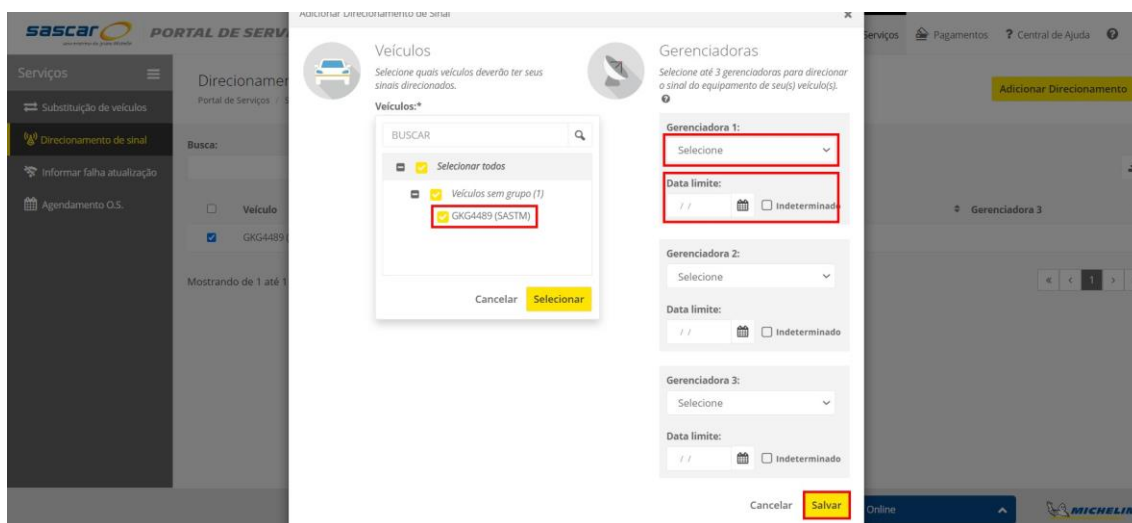 sascar
PORTAL DE SERV
Serviços
Pagamentos
? Central de Ajuda
Serviços
Substituição de veículos
Direcionamento de sinal
Informar falha atualização
Agendamento O.S.
Direcionamen
Portal de Serviços /
Adicionar Direcionamento
Busca:
Veículo
Gerenciadora 3
GKG4489
Mostrando de 1 até 1
« < 1 >
Adicionar Direcionamento de Sinal
x
Veículos
Selecione quais veículos deverão ter seus
sinais direcionados.
Veículos:*
BUSCAR
Selecionar todos
Veículos sem grupo (1)
GKG4489 (SASTM)
Cancelar
Selecionar
Gerenciadoras
Selecione até 3 gerenciadoras para direcionar
o sinal do equipamento de seu(s) veículo(s).
Gerenciadora 1:
Selecione
Data limite:
/ /
Indeterminado
Gerenciadora 2:
Selecione
Data limite:
/ /
Indeterminado
Gerenciadora 3:
Selecione
Data limite:
/ /
Indeterminado
Cancelar
Salvar
Online
MICHELIN